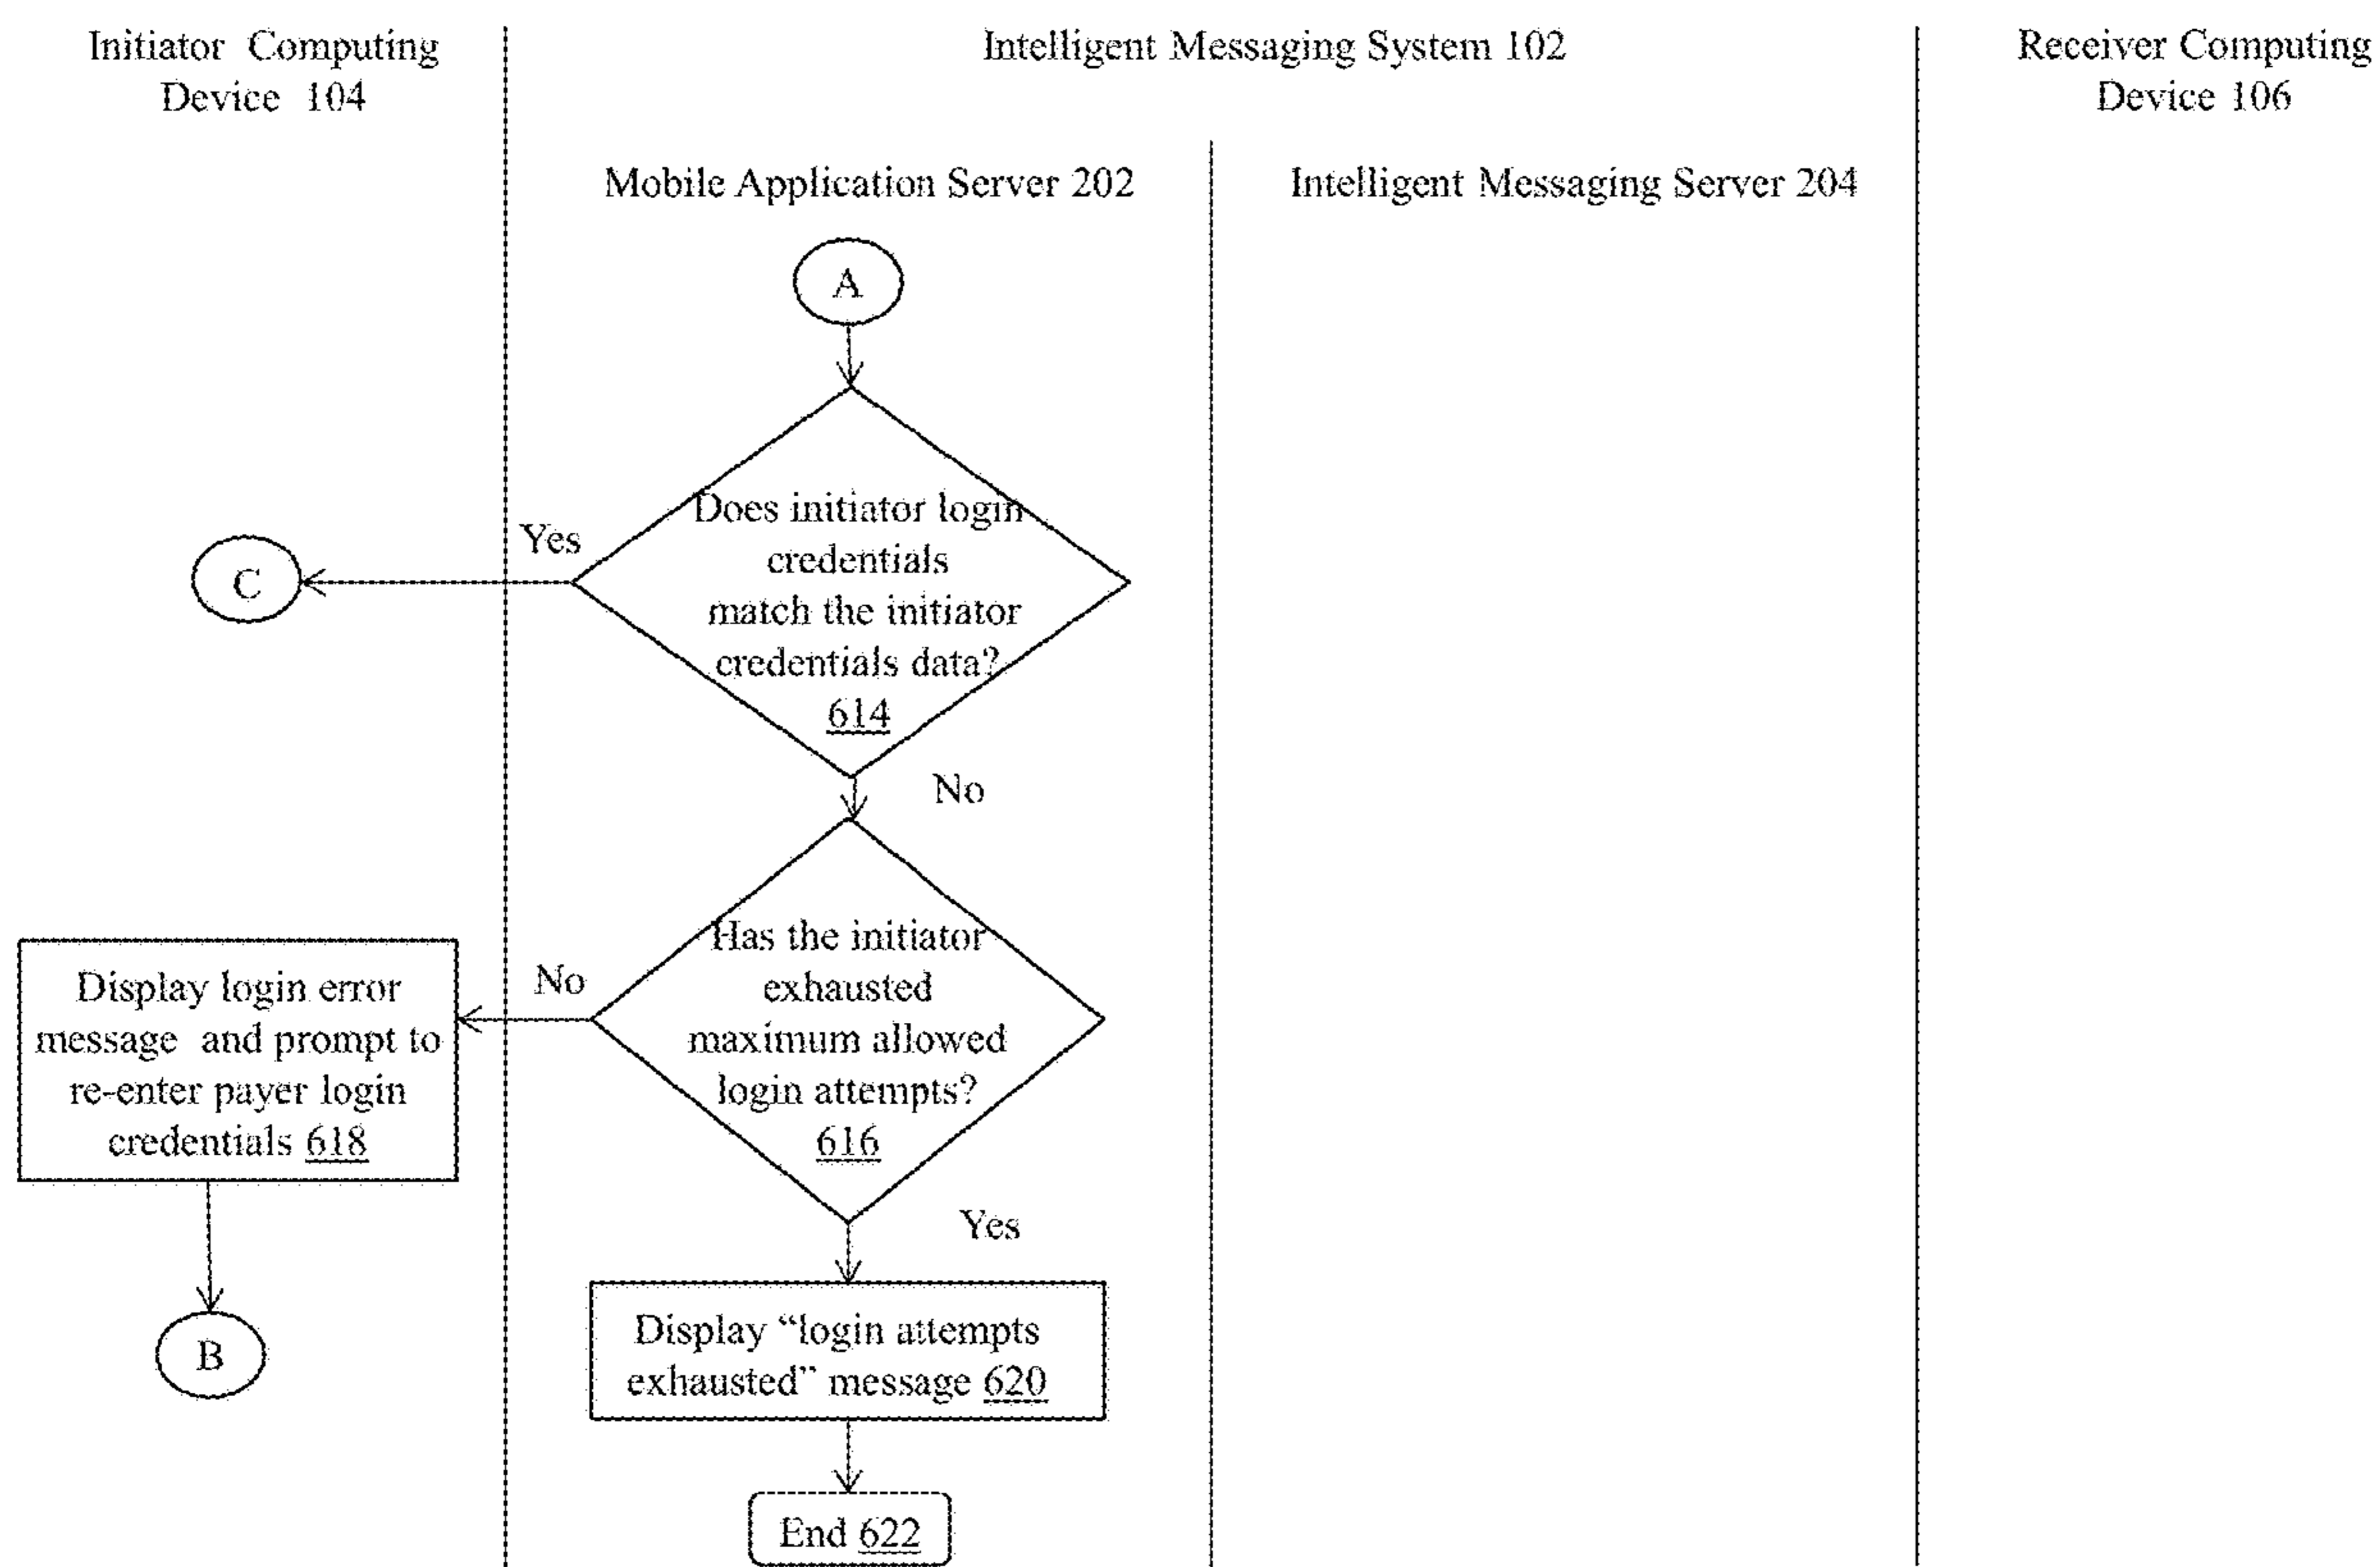 Initiator Computing
Device 104
Intelligent Messaging System 102
Receiver Computing
Device 106
Mobile Application Server 202
Intelligent Messaging Server 204
A
Does initiator login
credentials
match the initiator
credentials data?
614
Yes
C
No
Has the initiator
exhausted
maximum allowed
login attempts?
616
No
Display login error
message and prompt to
re-enter payer login
credentials 618
B
Yes
Display “login attempts
exhausted” message 620
End 622